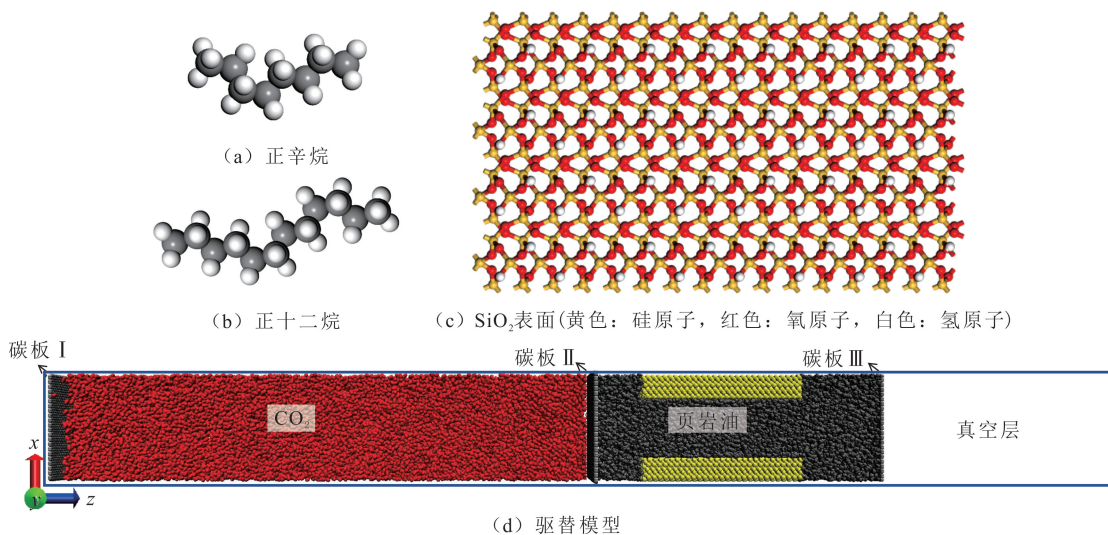 （a）正辛烷
（b）正十二烷
（c）SiO₂表面(黄色：硅原子，红色：氧原子，白色：氢原子)
碳板Ⅰ
碳板Ⅱ
碳板Ⅲ
CO₂
页岩油
真空层
x
y
z
（d）驱替模型